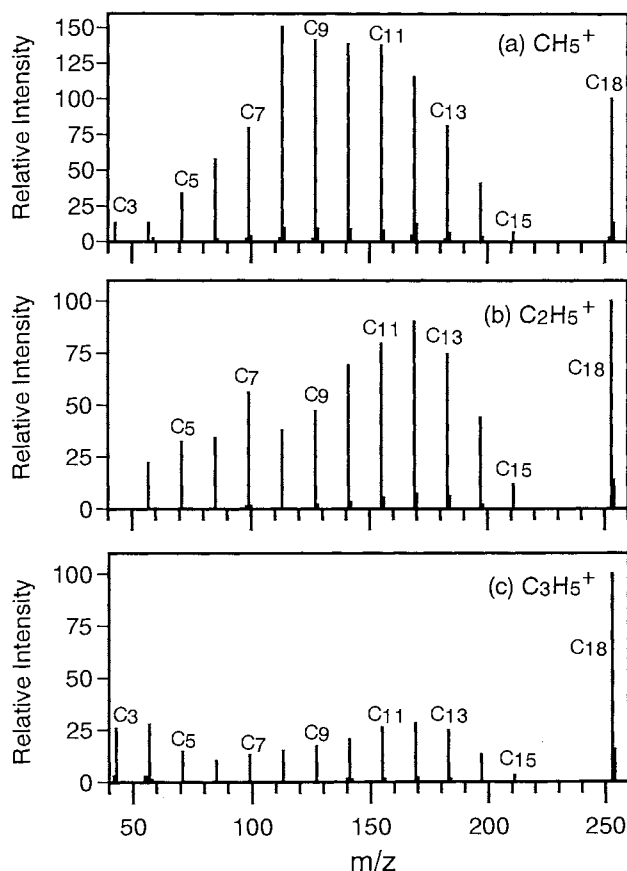 Relative Intensity
150
125
100
75
50
25
0
C3
C5
C7
C9
C11
C13
C15
C18
(a) CH5+
Relative Intensity
100
75
50
25
0
C5
C7
C9
C11
C13
C15
C18
(b) C2H5+
Relative Intensity
100
75
50
25
0
C3
C5
C7
C9
C11
C13
C15
C18
(c) C3H5+
50 100 150 200 250
m/z